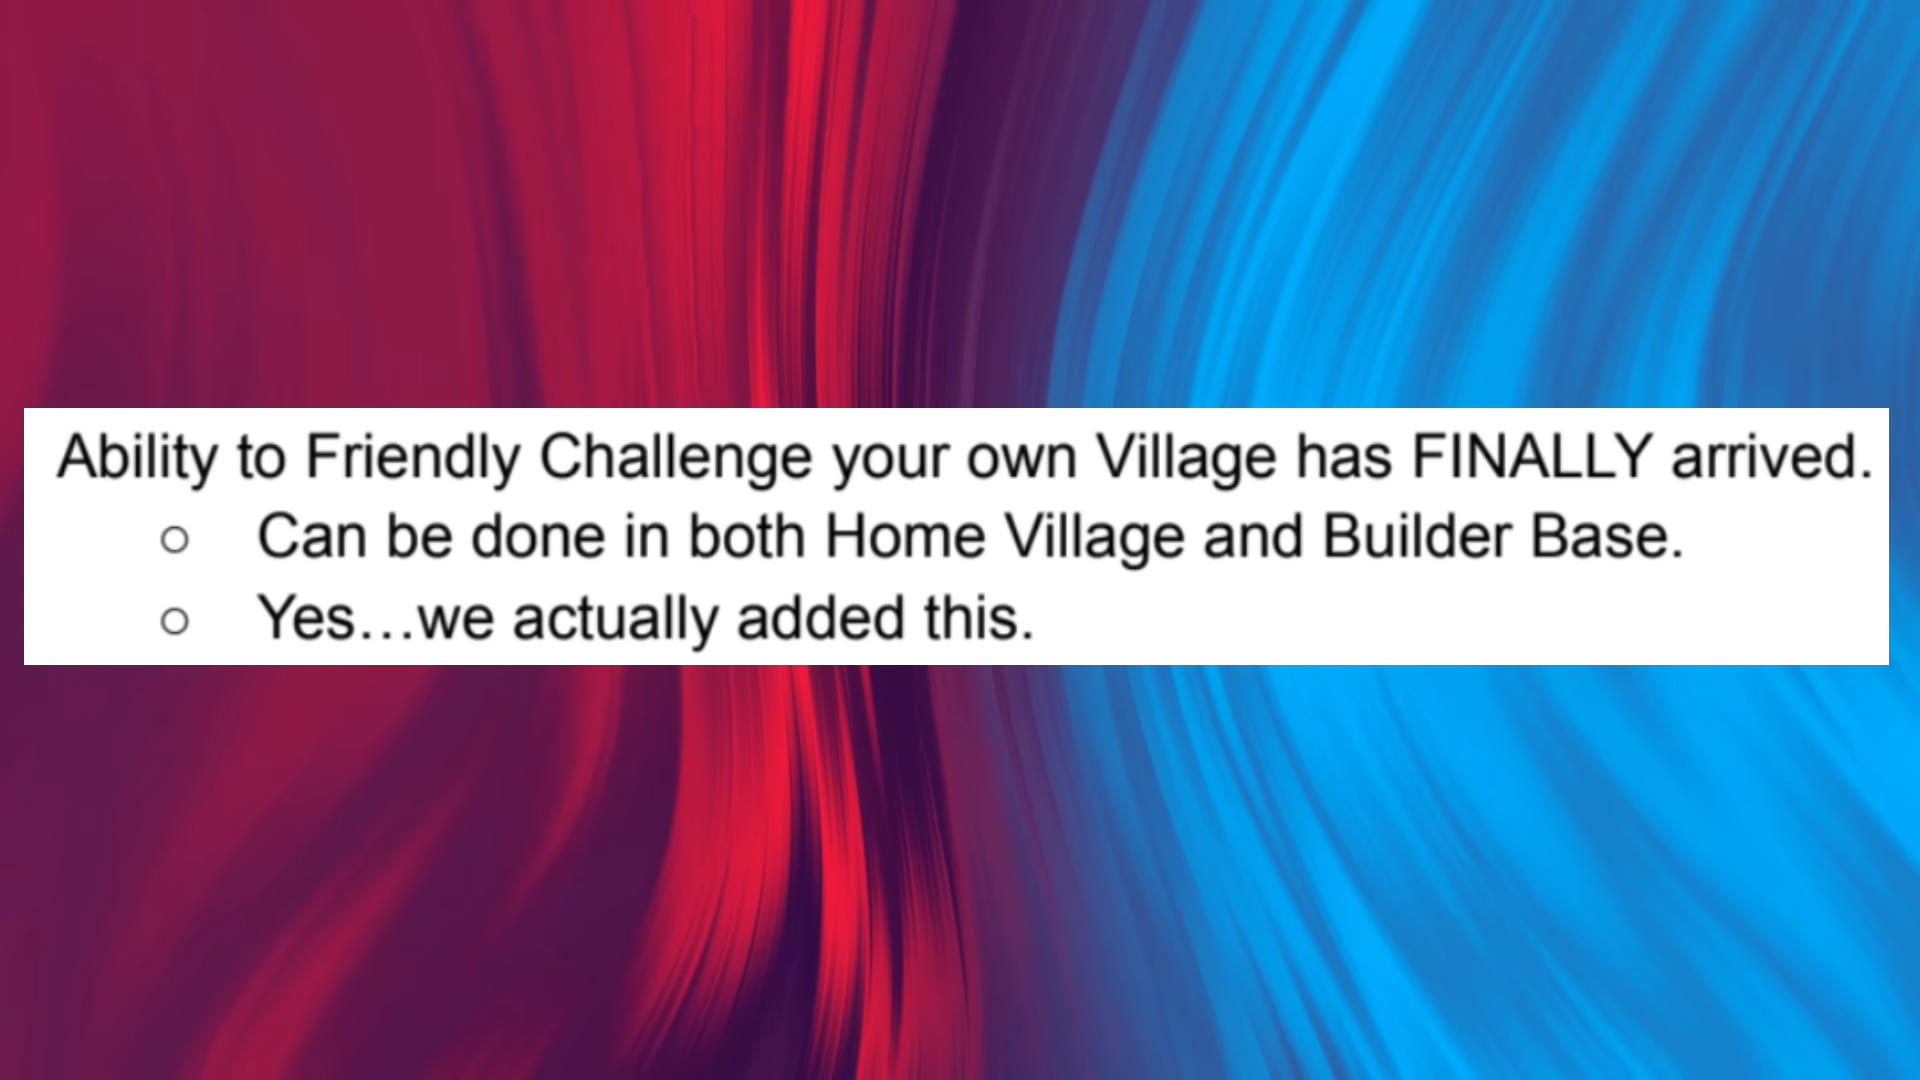 Ability to Friendly Challenge your own Village has FINALLY arrived.
○ Can be done in both Home Village and Builder Base.
○ Yes…we actually added this.